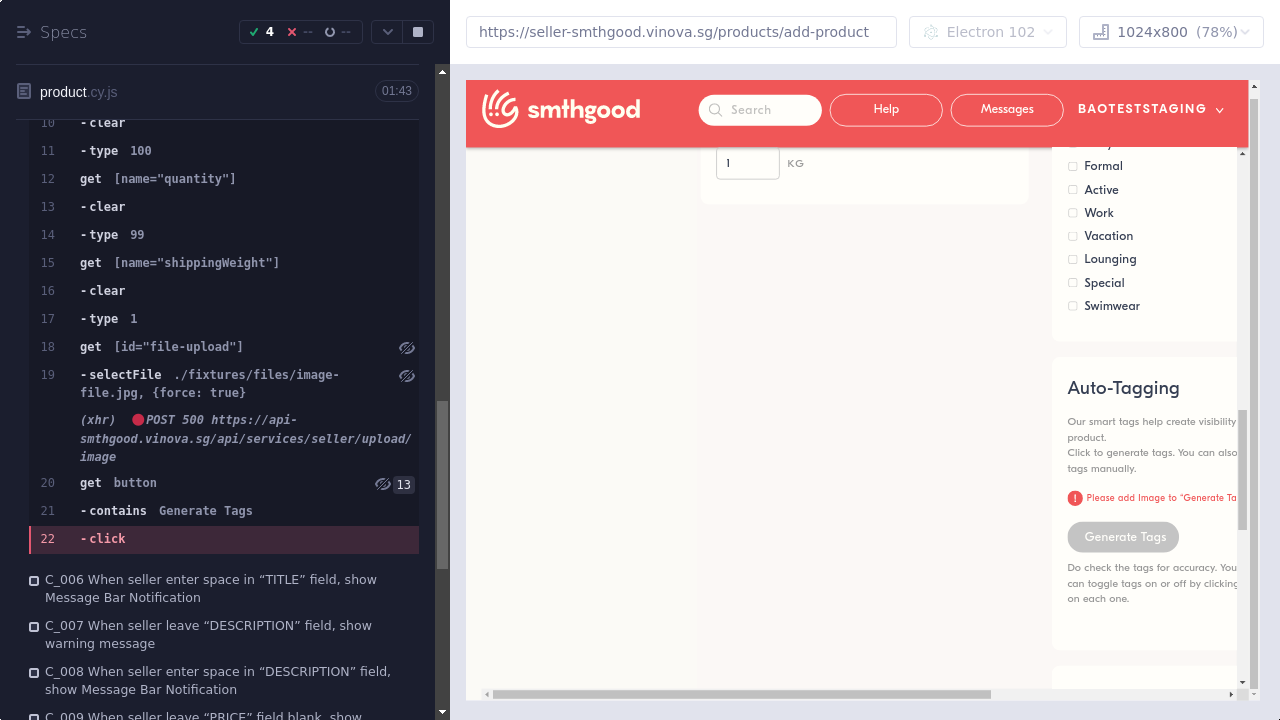 Specs
4
--
--
https://seller-smthgood.vinova.sg/products/add-product
Electron 102
1024x800 (78%)
product.cy.js
01:43
10 -clear
11 -type 100
12 get [name="quantity"]
13 -clear
14 -type 99
15 get [name="shippingWeight"]
16 -clear
17 -type 1
18 get [id="file-upload"]
19 -selectFile ./fixtures/files/image-
file.jpg, {force: true}
(xhr) POST 500 https://api-
smthgood.vinova.sg/api/services/seller/upload/
image
20 get button 13
21 -contains Generate Tags
22 -click
C_006 When seller enter space in “TITLE” field, show
Message Bar Notification
C_007 When seller leave “DESCRIPTION” field, show
warning message
C_008 When seller enter space in “DESCRIPTION” field,
show Message Bar Notification
C_009 When seller leave “PRICE” field blank, show
smthgood
Search
Help
Messages
BAOTESTSTAGING
1 KG
Formal
Active
Work
Vacation
Lounging
Special
Swimwear
Auto-Tagging
Our smart tags help create visibility
product.
Click to generate tags. You can also
tags manually.
! Please add Image to “Generate Ta
Generate Tags
Do check the tags for accuracy. You
can toggle tags on or off by clicking
on each one.